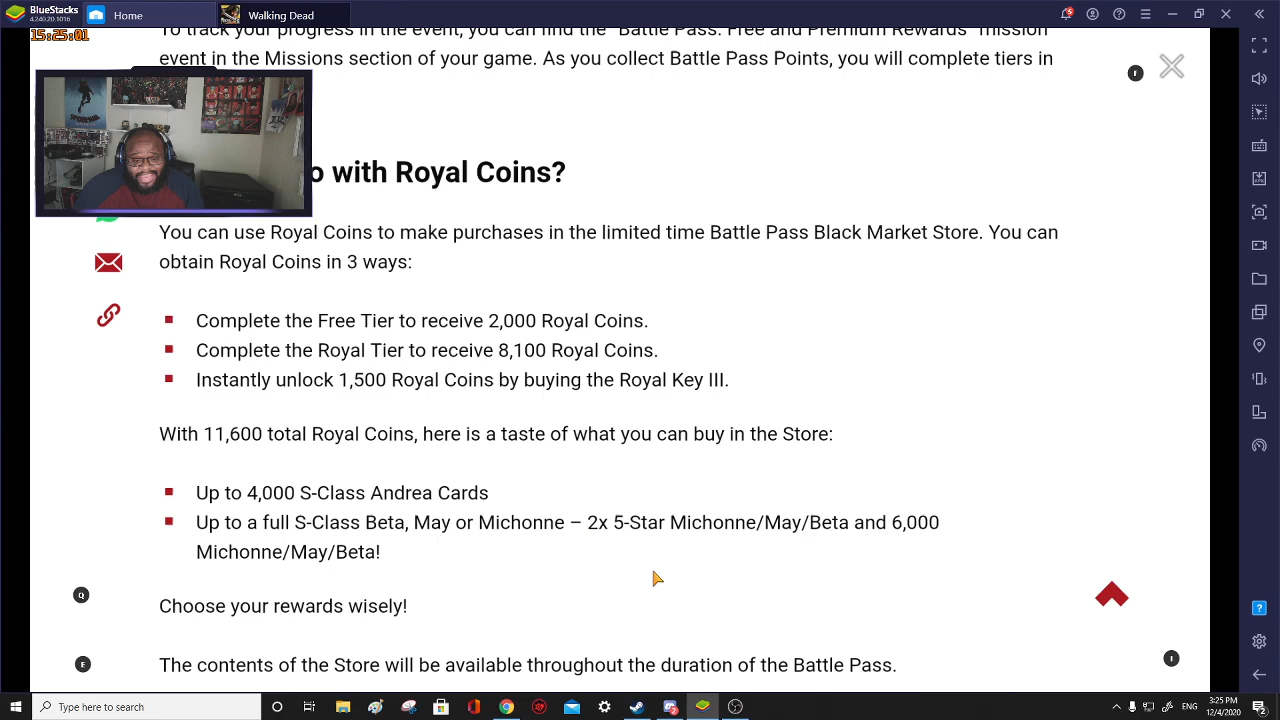 BlueStacks
4.240.20.1016
Home
Walking Dead
5
15:25:01
To track your progress in the event, you can find the "Battle Pass: Free and Premium Rewards" mission
event in the Missions section of your game. As you collect Battle Pass Points, you will complete tiers in
o with Royal Coins?
You can use Royal Coins to make purchases in the limited time Battle Pass Black Market Store. You can
obtain Royal Coins in 3 ways:
Complete the Free Tier to receive 2,000 Royal Coins.
Complete the Royal Tier to receive 8,100 Royal Coins.
Instantly unlock 1,500 Royal Coins by buying the Royal Key III.
With 11,600 total Royal Coins, here is a taste of what you can buy in the Store:
Up to 4,000 S-Class Andrea Cards
Up to a full S-Class Beta, May or Michonne – 2x 5-Star Michonne/May/Beta and 6,000
Michonne/May/Beta!
Q
Choose your rewards wisely!
E
The contents of the Store will be available throughout the duration of the Battle Pass.
I
Type here to search
3:25 PM
12/4/2020
2